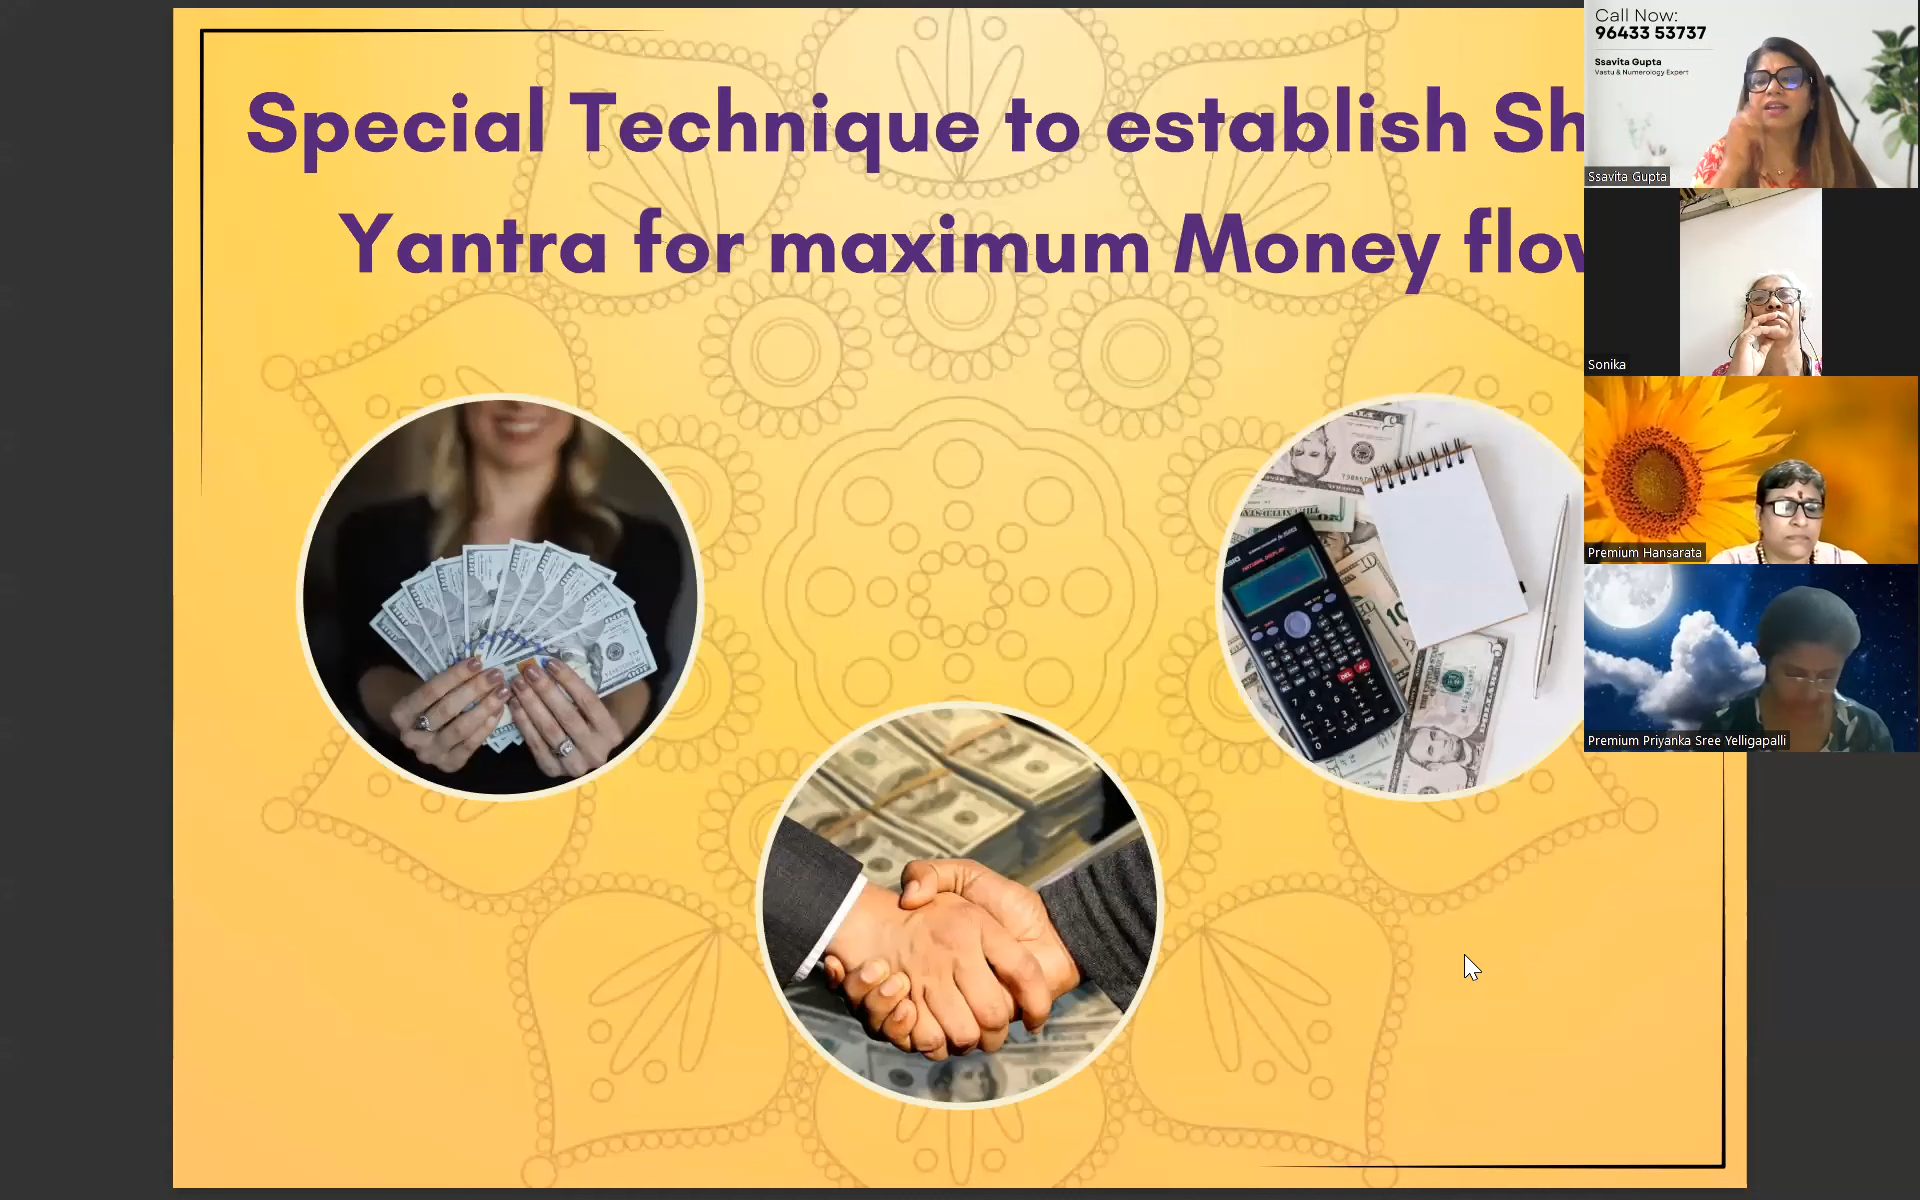 Special Technique to establish Sh
Yantra for maximum Money flow
Call Now:
96433 53737
Ssavita Gupta
Vastu & Numerology Expert
Ssavita Gupta
Sonika
Premium Hansarata
Premium Priyanka Sree Yelligapalli